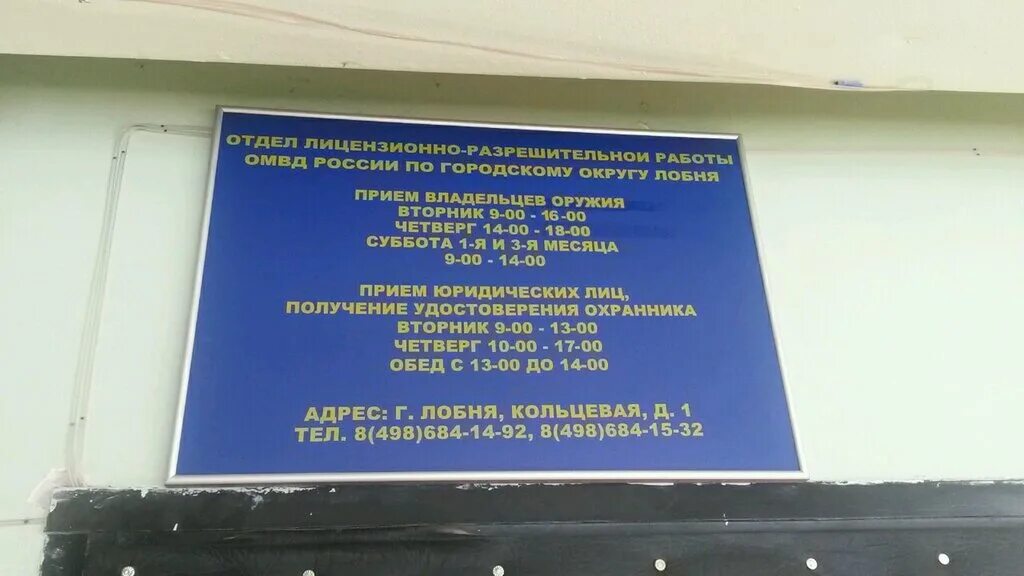 ОТДЕЛ ЛИЦЕНЗИОННО-РАЗРЕШИТЕЛЬНОЙ РАБОТЫ
ОМВД РОССИИ ПО ГОРОДСКОМУ ОКРУГУ ЛОБНЯ
ПРИЕМ ВЛАДЕЛЬЦЕВ ОРУЖИЯ
ВТОРНИК 9-00 - 16-00
ЧЕТВЕРГ 14-00 - 18-00
СУББОТА 1-Я И 3-Я МЕСЯЦА
9-00 - 14-00
ПРИЕМ ЮРИДИЧЕСКИХ ЛИЦ,
ПОЛУЧЕНИЕ УДОСТОВЕРЕНИЯ ОХРАННИКА
ВТОРНИК 9-00 - 13-00
ЧЕТВЕРГ 10-00 - 17-00
ОБЕД С 13-00 ДО 14-00
АДРЕС: Г. ЛОБНЯ, КОЛЬЦЕВАЯ, Д. 1
ТЕЛ. 8(498)684-14-92, 8(498)684-15-32